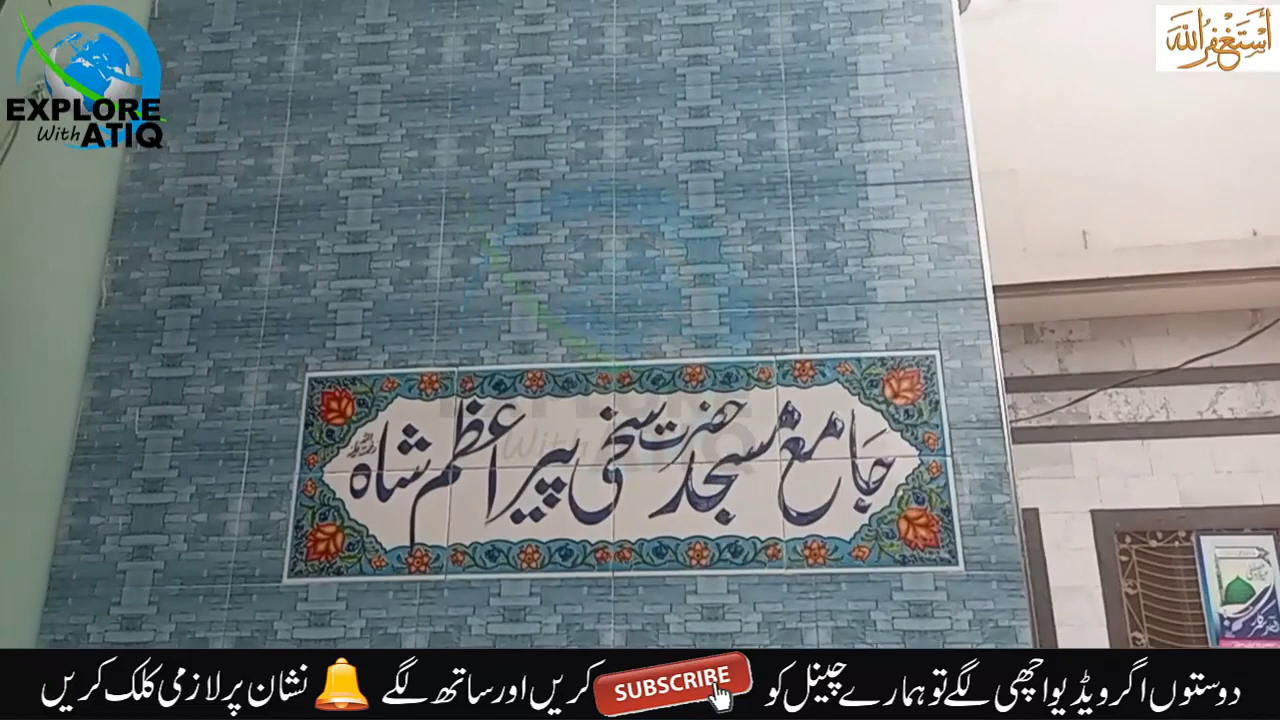 EXPLORE
With ATIQ
أستغفر الله
جامع مسجد حضرت سخی پیر اعظم شاہ
دوستوں اگر ویڈیو اچھی لگے تو ہمارے چینل کو SUBSCRIBE کریں اور ساتھ لگے نشان پر لازمی کلک کریں